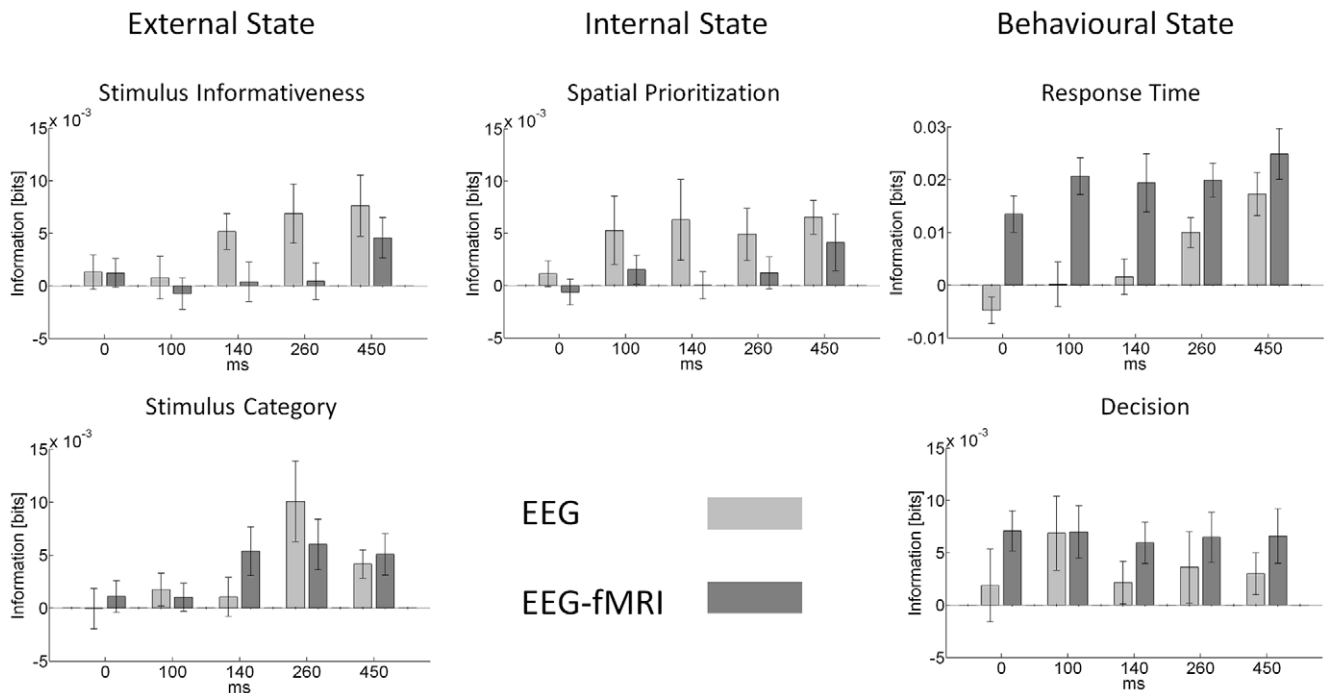 External State
Internal State
Behavioural State
Stimulus Informativeness
x 10-3
15
10
5
0
-5
Information [bits]
0 100 140 260 450
ms
Spatial Prioritization
x 10-3
15
10
5
0
-5
Information [bits]
0 100 140 260 450
ms
Response Time
0.03
0.02
0.01
0
-0.01
Information [bits]
0 100 140 260 450
ms
Stimulus Category
x 10-3
15
10
5
0
-5
Information [bits]
0 100 140 260 450
ms
EEG
EEG-fMRI
Decision
x 10-3
15
10
5
0
-5
Information [bits]
0 100 140 260 450
ms